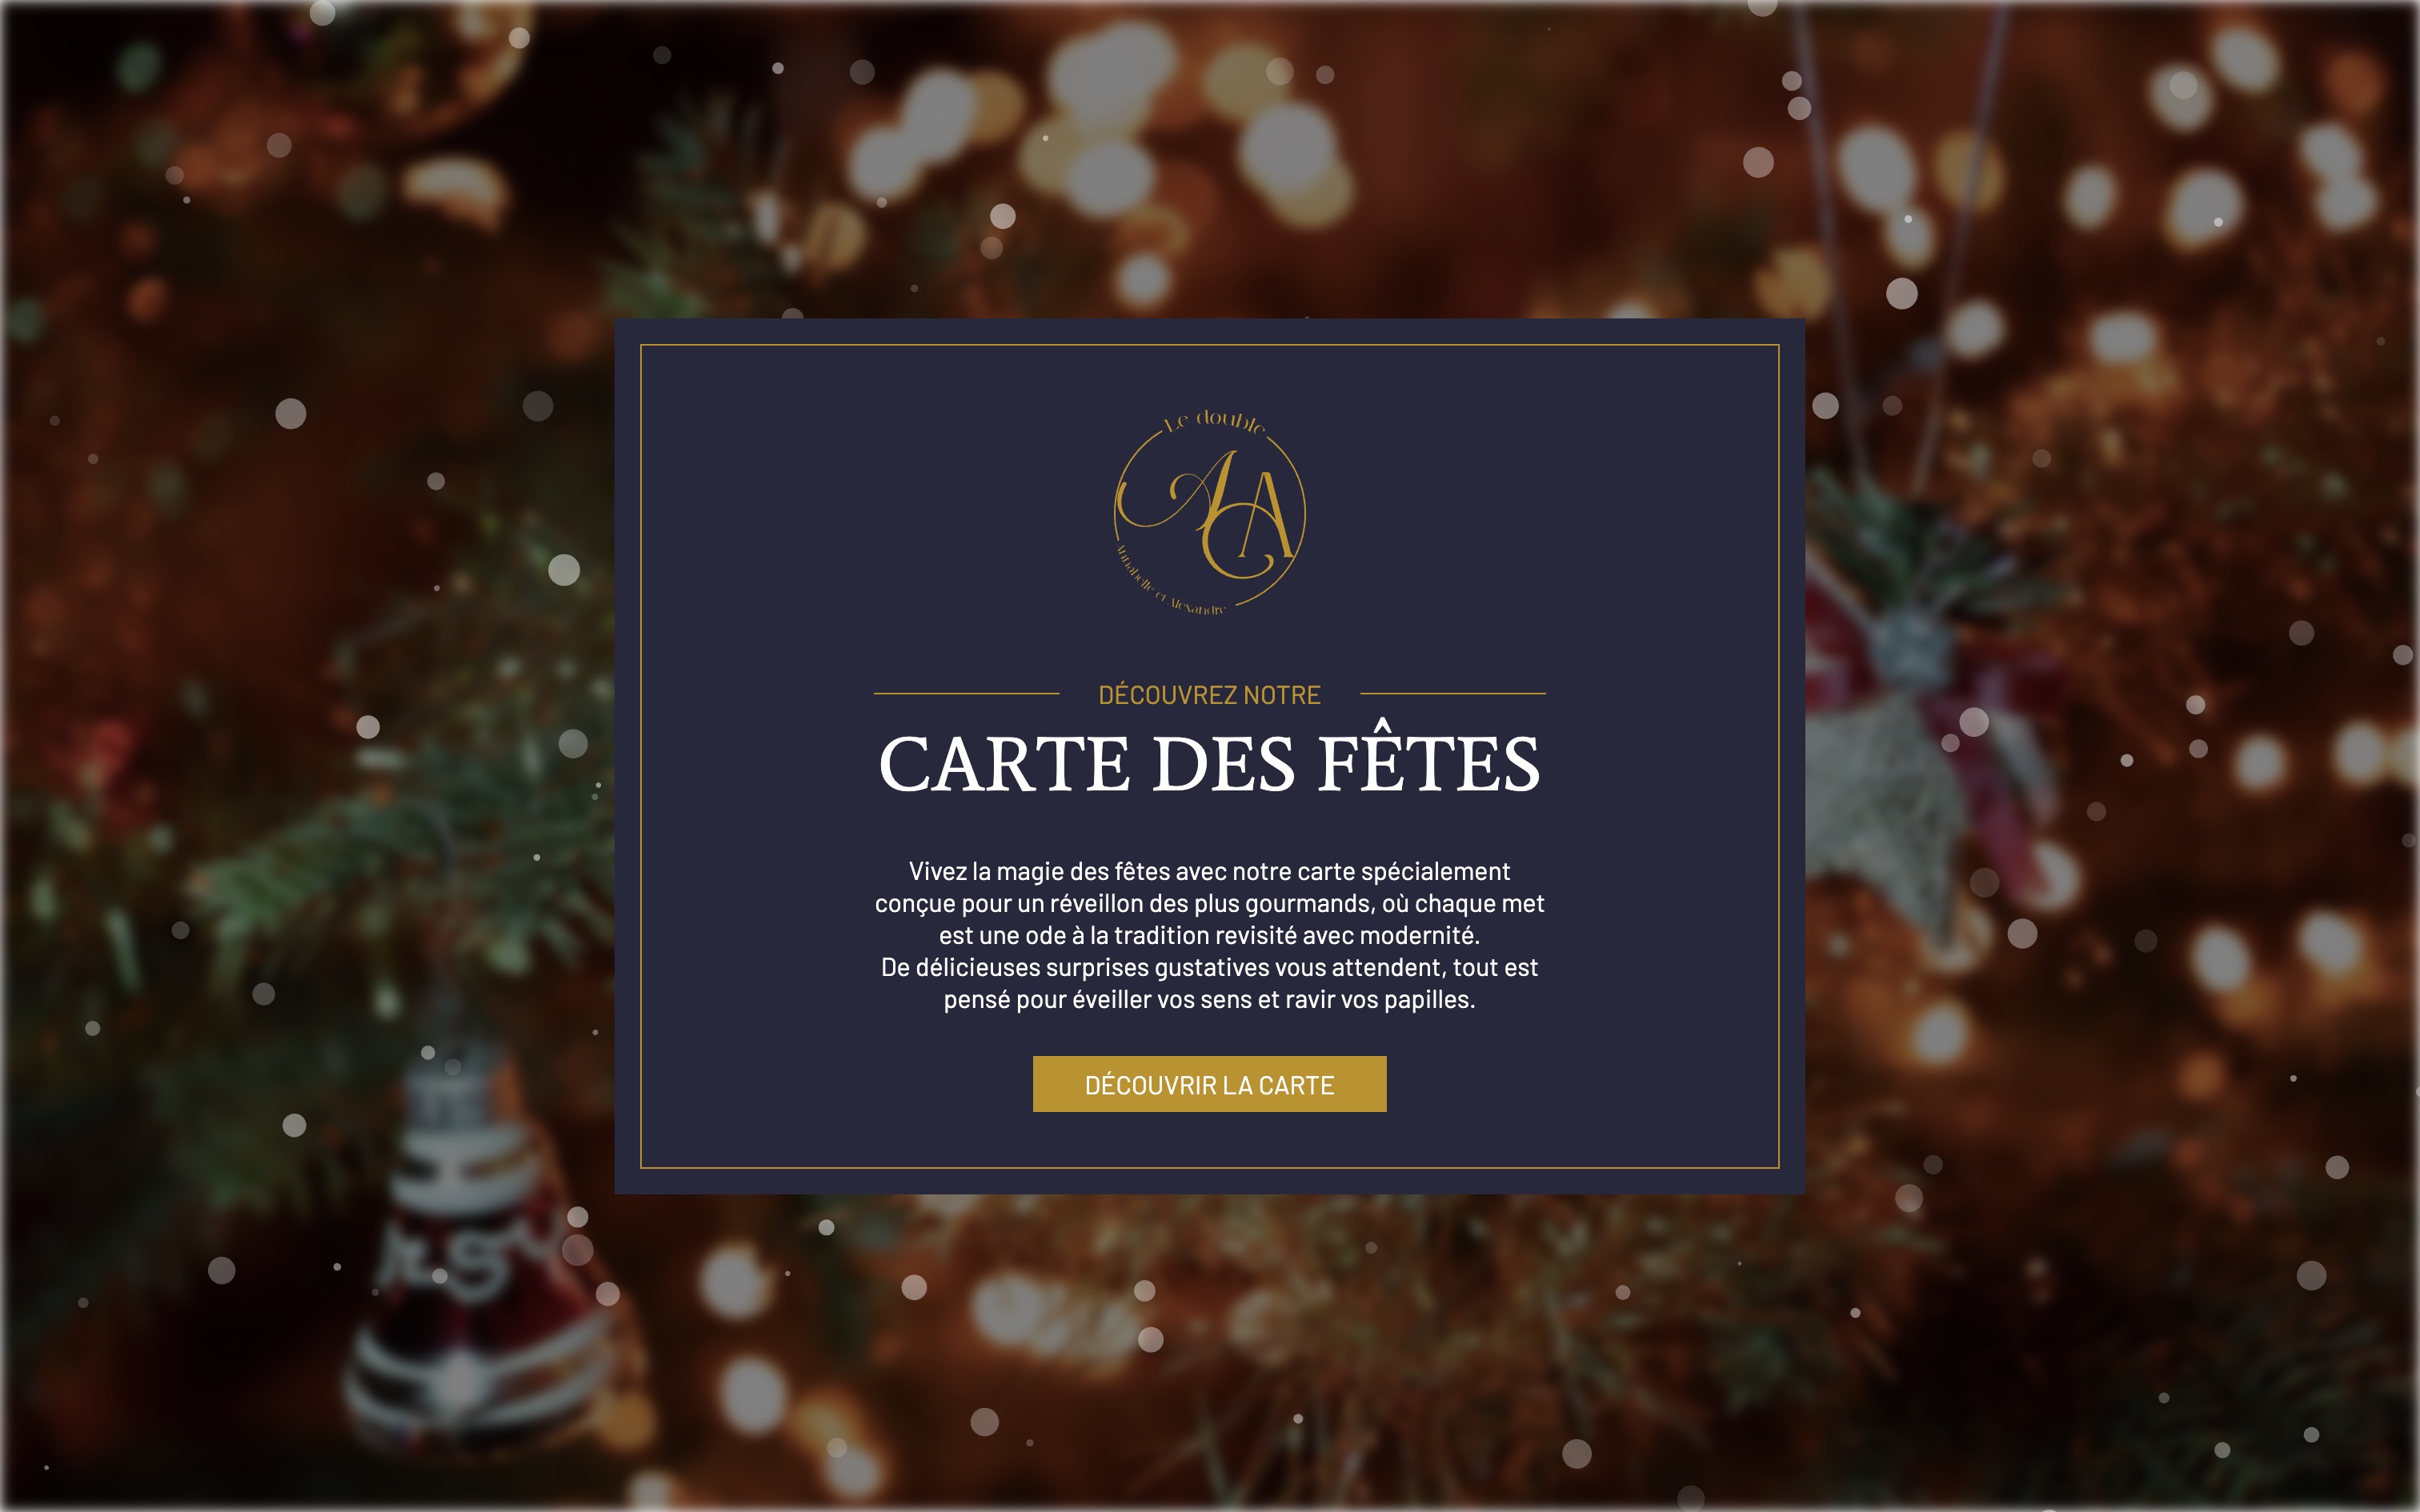 Le double
AA
Annabelle et Alexandre
DÉCOUVREZ NOTRE
CARTE DES FÊTES
Vivez la magie des fêtes avec notre carte spécialement
conçue pour un réveillon des plus gourmands, où chaque met
est une ode à la tradition revisité avec modernité.
De délicieuses surprises gustatives vous attendent, tout est
pensé pour éveiller vos sens et ravir vos papilles.
DÉCOUVRIR LA CARTE